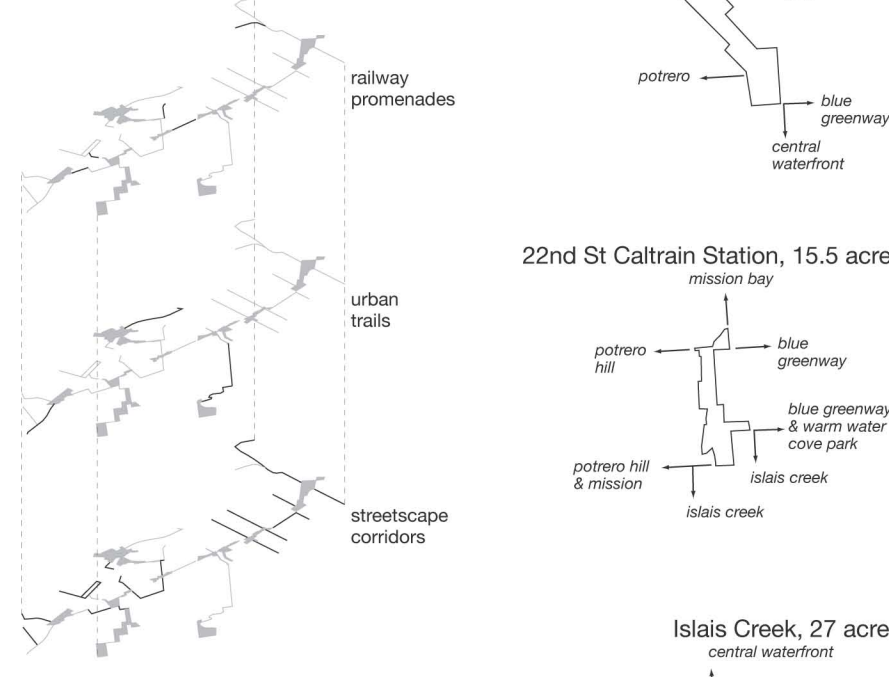 railway
promenades
urban
trails
streetscape
corridors
potrero
blue
greenway
central
waterfront
22nd St Caltrain Station, 15.5 acre
mission bay
potrero
hill
blue
greenway
blue greenway
& warm water
cove park
potrero hill
& mission
islais creek
islais creek
Islais Creek, 27 acre
central waterfront